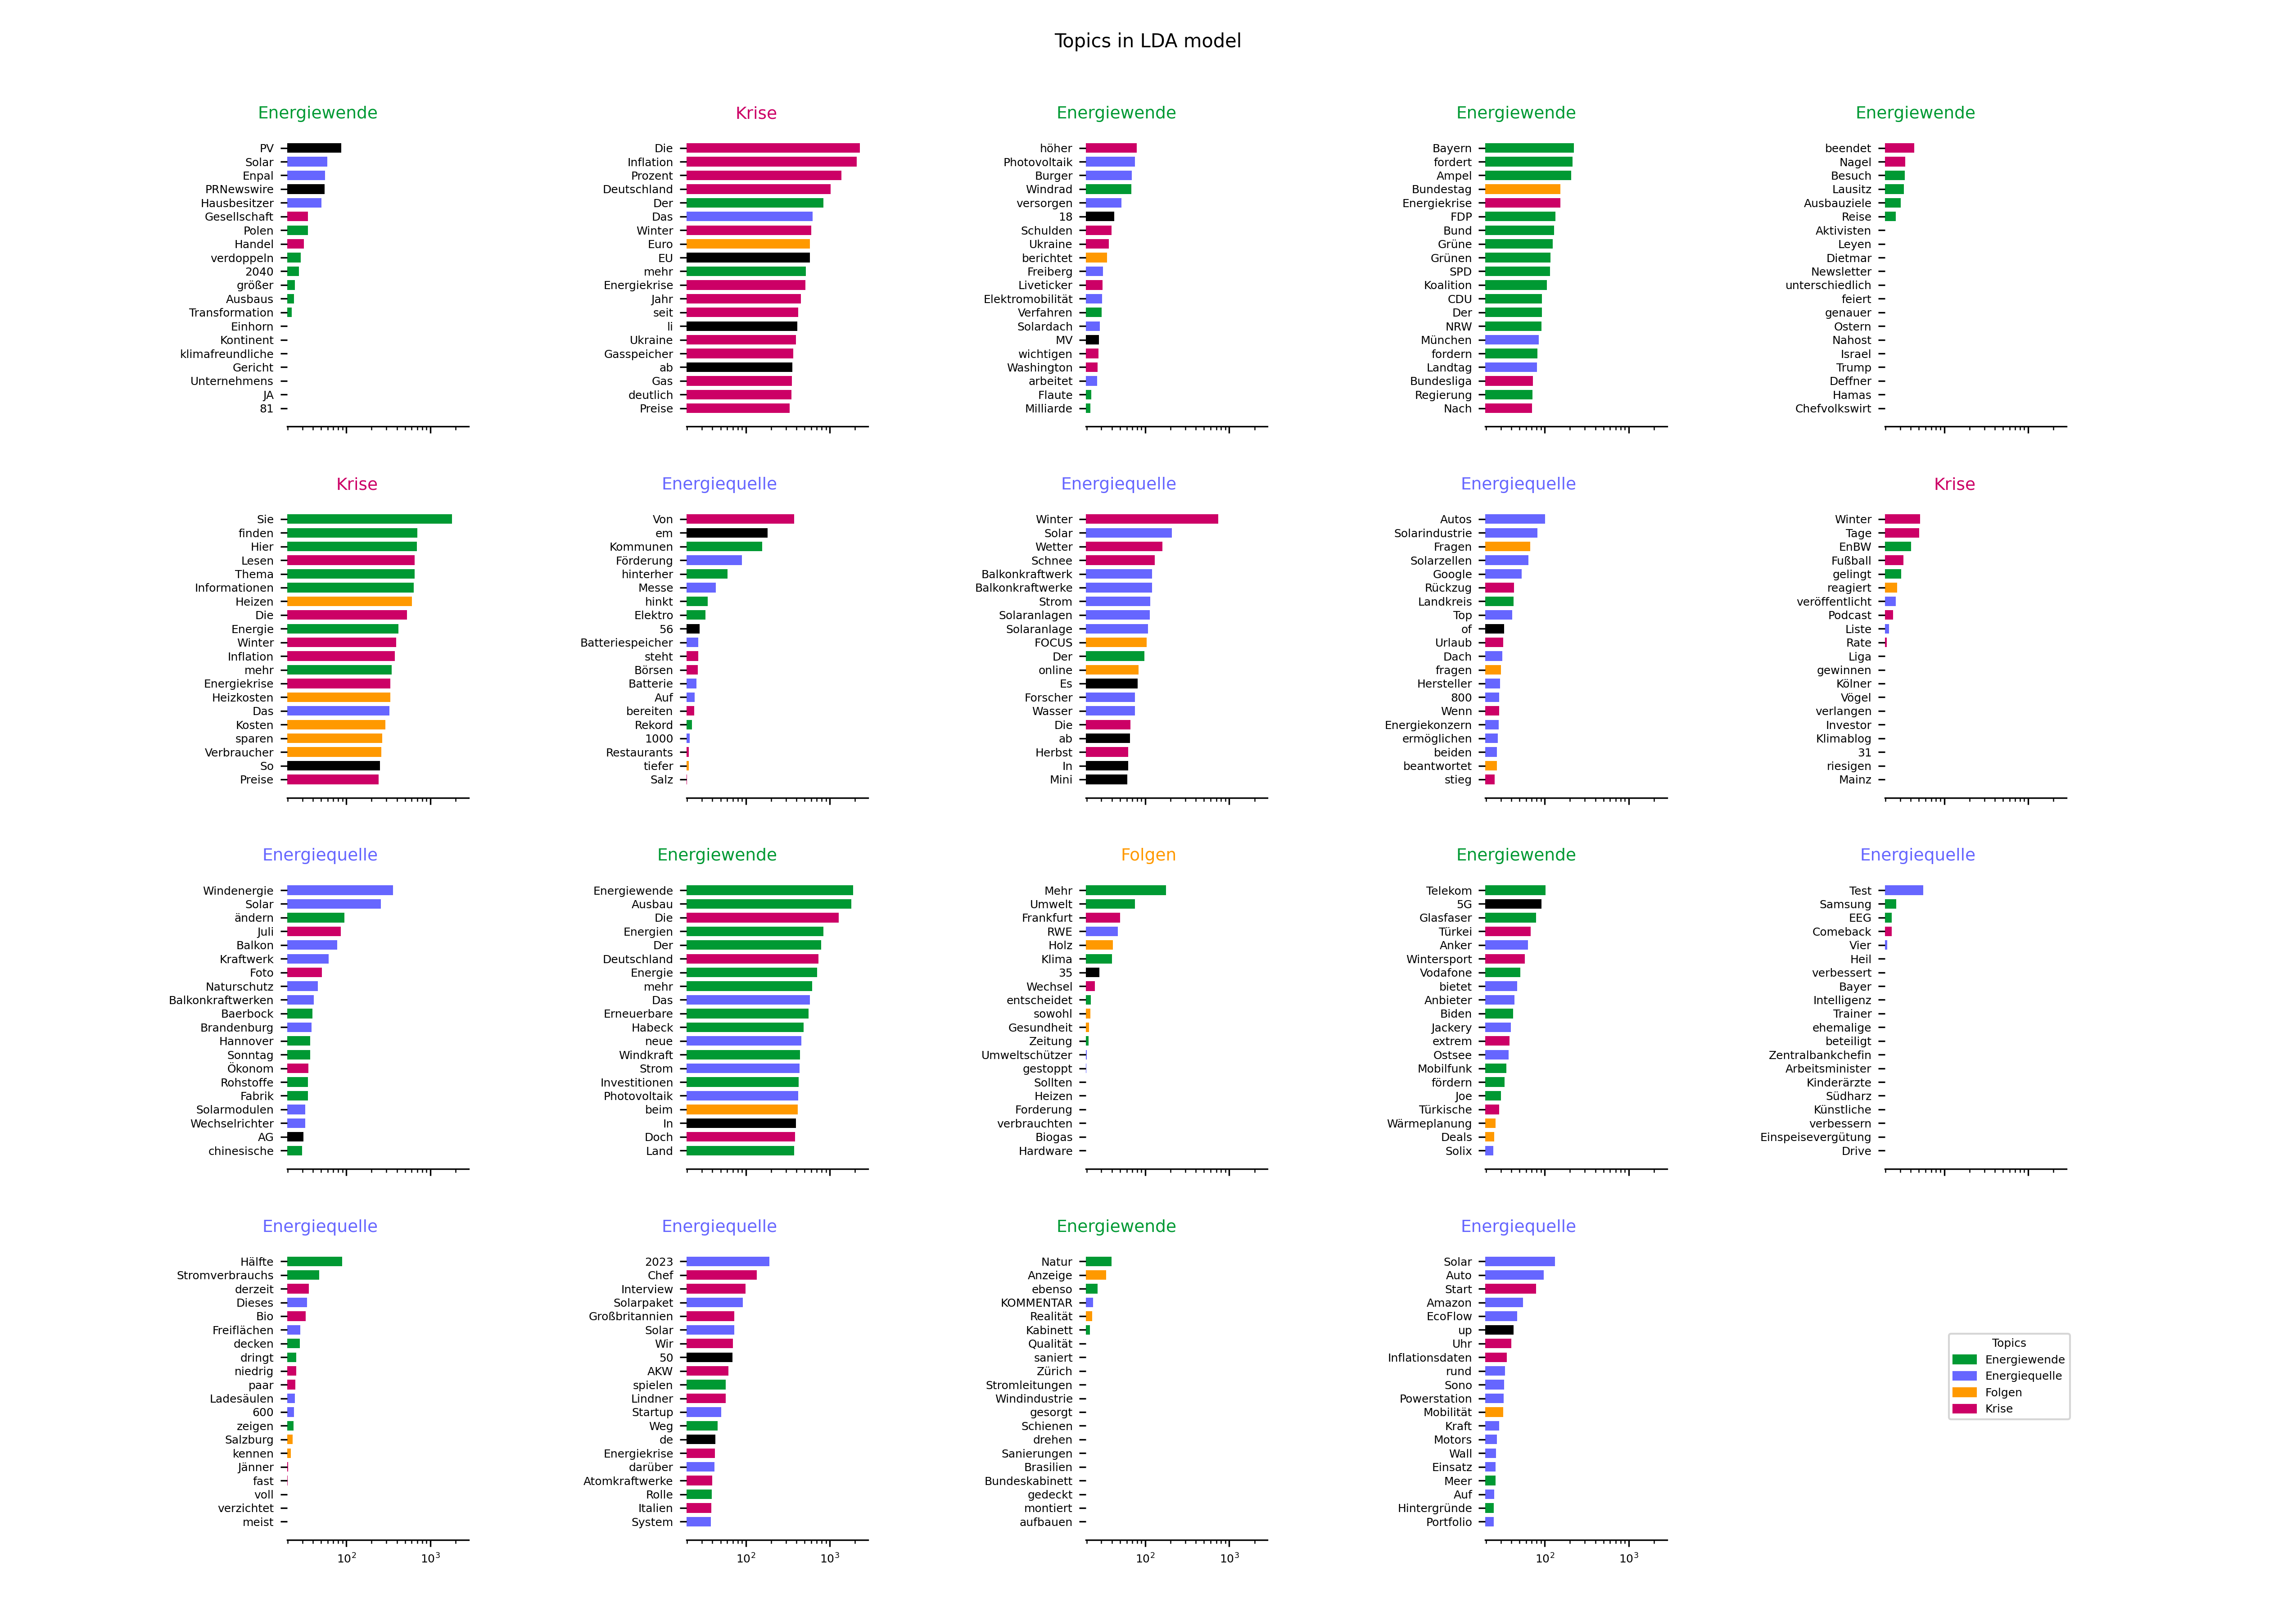 Topics in LDA model
Energiewende
PV
Solar
Enpal
PRNewswire
Hausbesitzer
Gesellschaft
Polen
Handel
verdoppeln
2040
größer
Ausbaus
Transformation
Einhorn
Kontinent
klimafreundliche
Gericht
Unternehmens
JA
81
Krise
Die
Inflation
Prozent
Deutschland
Der
Das
Winter
Euro
EU
mehr
Energiekrise
Jahr
seit
li
Ukraine
Gasspeicher
ab
Gas
deutlich
Preise
Energiewende
höher
Photovoltaik
Burger
Windrad
versorgen
18
Schulden
Ukraine
berichtet
Freiberg
Liveticker
Elektromobilität
Verfahren
Solardach
MV
wichtigen
Washington
arbeitet
Flaute
Milliarde
Energiewende
Bayern
fordert
Ampel
Bundestag
Energiekrise
FDP
Bund
Grüne
Grünen
SPD
Koalition
CDU
Der
NRW
München
fordern
Landtag
Bundesliga
Regierung
Nach
Energiewende
beendet
Nagel
Besuch
Lausitz
Ausbauziele
Reise
Aktivisten
Leyen
Dietmar
Newsletter
unterschiedlich
feiert
genauer
Ostern
Nahost
Israel
Trump
Deffner
Hamas
Chefvolkswirt
Krise
Sie
finden
Hier
Lesen
Thema
Informationen
Heizen
Die
Energie
Winter
Inflation
mehr
Energiekrise
Heizkosten
Das
Kosten
sparen
Verbraucher
So
Preise
Energiequelle
Von
em
Kommunen
Förderung
hinterher
Messe
hinkt
Elektro
56
Batteriespeicher
steht
Börsen
Batterie
Auf
bereiten
Rekord
1000
Restaurants
tiefer
Salz
Energiequelle
Winter
Solar
Wetter
Schnee
Balkonkraftwerk
Balkonkraftwerke
Strom
Solaranlagen
Solaranlage
FOCUS
Der
online
Es
Forscher
Wasser
Die
ab
Herbst
In
Mini
Energiequelle
Autos
Solarindustrie
Fragen
Solarzellen
Google
Rückzug
Landkreis
Top
of
Urlaub
Dach
fragen
Hersteller
800
Wenn
Energiekonzern
ermöglichen
beiden
beantwortet
stieg
Krise
Winter
Tage
EnBW
Fußball
gelingt
reagiert
veröffentlicht
Podcast
Liste
Rate
Liga
gewinnen
Kölner
Vögel
verlangen
Investor
Klimablog
31
riesigen
Mainz
Energiequelle
Windenergie
Solar
ändern
Juli
Balkon
Kraftwerk
Foto
Naturschutz
Balkonkraftwerken
Baerbock
Brandenburg
Hannover
Sonntag
Ökonom
Rohstoffe
Fabrik
Solarmodulen
Wechselrichter
AG
chinesische
Energiewende
Energiewende
Ausbau
Die
Energien
Der
Deutschland
Energie
mehr
Das
Erneuerbare
Habeck
neue
Windkraft
Strom
Investitionen
Photovoltaik
beim
In
Doch
Land
Folgen
Mehr
Umwelt
Frankfurt
RWE
Holz
Klima
35
Wechsel
entscheidet
sowohl
Gesundheit
Zeitung
Umweltschützer
gestoppt
Sollten
Heizen
Forderung
verbrauchten
Biogas
Hardware
Energiewende
Telekom
5G
Glasfaser
Türkei
Anker
Wintersport
Vodafone
bietet
Anbieter
Biden
Jackery
extrem
Ostsee
Mobilfunk
fördern
Joe
Türkische
Wärmeplanung
Deals
Solix
Energiequelle
Test
Samsung
EEG
Comeback
Vier
Heil
verbessert
Bayer
Intelligenz
Trainer
ehemalige
beteiligt
Zentralbankchefin
Arbeitsminister
Kinderärzte
Südharz
Künstliche
verbessern
Einspeisevergütung
Drive
Energiequelle
Hälfte
Stromverbrauchs
derzeit
Dieses
Bio
Freiflächen
decken
dringt
niedrig
paar
Ladesäulen
600
zeigen
Salzburg
kennen
Jänner
fast
voll
verzichtet
meist
10² 10³
Energiequelle
2023
Chef
Interview
Solarpaket
Großbritannien
Solar
Wir
50
AKW
spielen
Lindner
Startup
Weg
de
Energiekrise
darüber
Atomkraftwerke
Rolle
Italien
System
10² 10³
Energiewende
Natur
Anzeige
ebenso
KOMMENTAR
Realität
Kabinett
Qualität
saniert
Zürich
Stromleitungen
Windindustrie
gesorgt
Schienen
drehen
Sanierungen
Brasilien
Bundeskabinett
gedeckt
montiert
aufbauen
10² 10³
Energiequelle
Solar
Auto
Start
Amazon
EcoFlow
up
Uhr
Inflationsdaten
rund
Sono
Powerstation
Mobilität
Kraft
Motors
Wall
Einsatz
Meer
Auf
Hintergründe
Portfolio
10² 10³
Topics
Energiewende
Energiequelle
Folgen
Krise